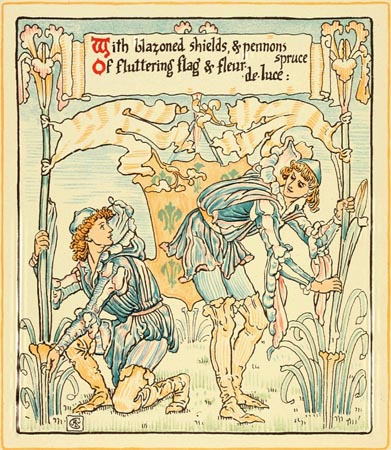 With blazoned shields, & pennons
spruce
Of fluttering flag & fleur
de-luce: